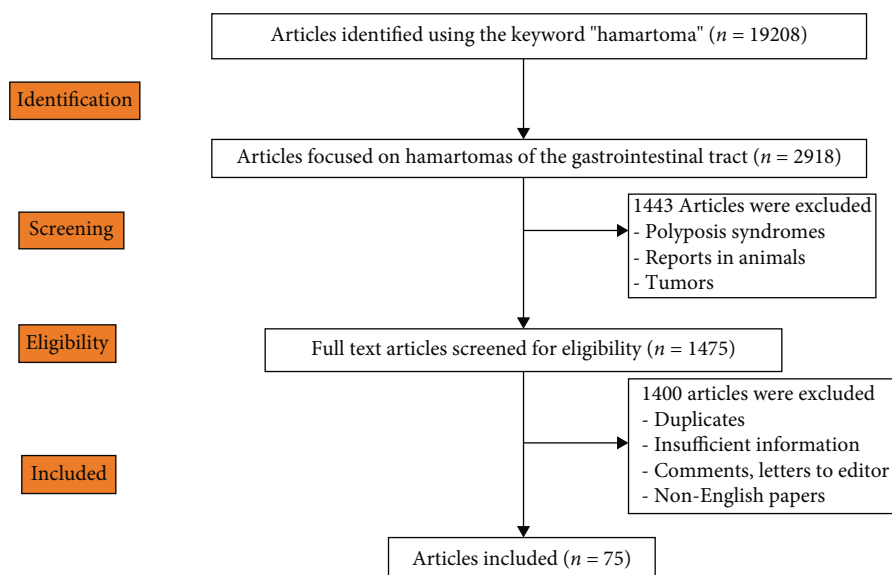 Articles identified using the keyword "hamartoma" (n = 19208)
Identification
Articles focused on hamartomas of the gastrointestinal tract (n = 2918)
1443 Articles were excluded
- Polyposis syndromes
- Reports in animals
- Tumors
Screening
Eligibility
Full text articles screened for eligibility (n = 1475)
1400 articles were excluded
- Duplicates
- Insufficient information
- Comments, letters to editor
- Non-English papers
Included
Articles included (n = 75)